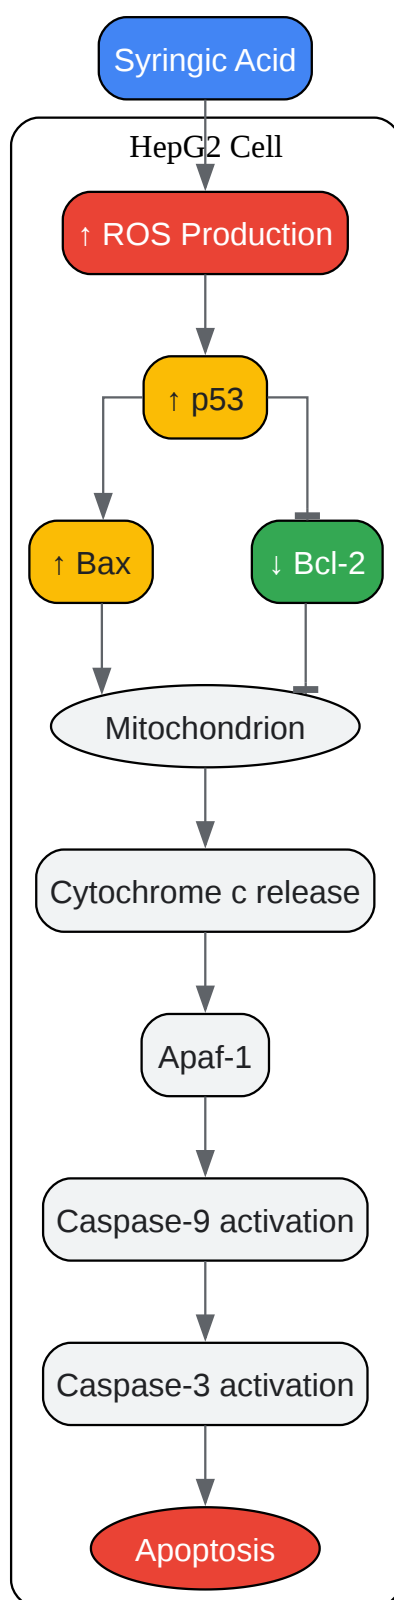 Syringic Acid
HepG2 Cell
↑ ROS Production
↑ p53
↑ Bax
↓ Bcl-2
Mitochondrion
Cytochrome c release
Apaf-1
Caspase-9 activation
Caspase-3 activation
Apoptosis